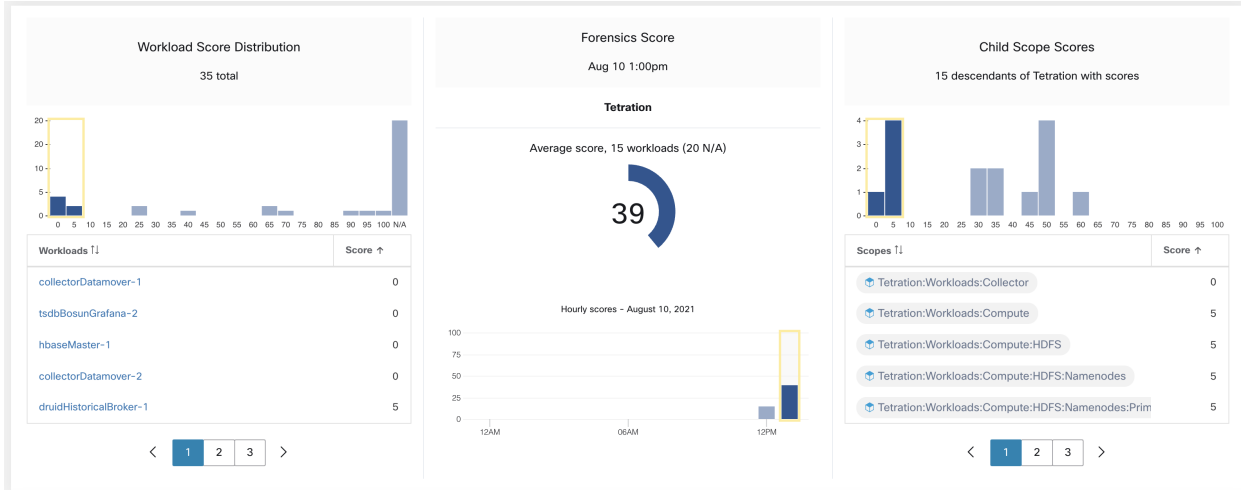 Workload Score Distribution
35 total
20
20
10
5
0
0 5 10 15 20 25 30 35 40 45 50 55 60 65 70 75 80 85 90 95 100 N/A
Workloads ↑↓ Score ↑
collectorDatamover-1 0
tsdbBosunGrafana-2 0
hbaseMaster-1 0
collectorDatamover-2 0
druidHistoricalBroker-1 5
< 1 2 3 >
Forensics Score
Aug 10 1:00pm
Tetration
Average score, 15 workloads (20 N/A)
39
Hourly scores - August 10, 2021
100
75
50
25
0
12AM 06AM 12PM
Child Scope Scores
15 descendants of Tetration with scores
4
3
2
1
0
0 5 10 15 20 25 30 35 40 45 50 55 60 65 70 75 80 85 90 95 100
Scopes ↑↓ Score ↑
Tetration:Workloads:Collector 0
Tetration:Workloads:Compute 5
Tetration:Workloads:Compute:HDFS 5
Tetration:Workloads:Compute:HDFS:Namenodes 5
Tetration:Workloads:Compute:HDFS:Namenodes:Prim 5
< 1 2 3 >